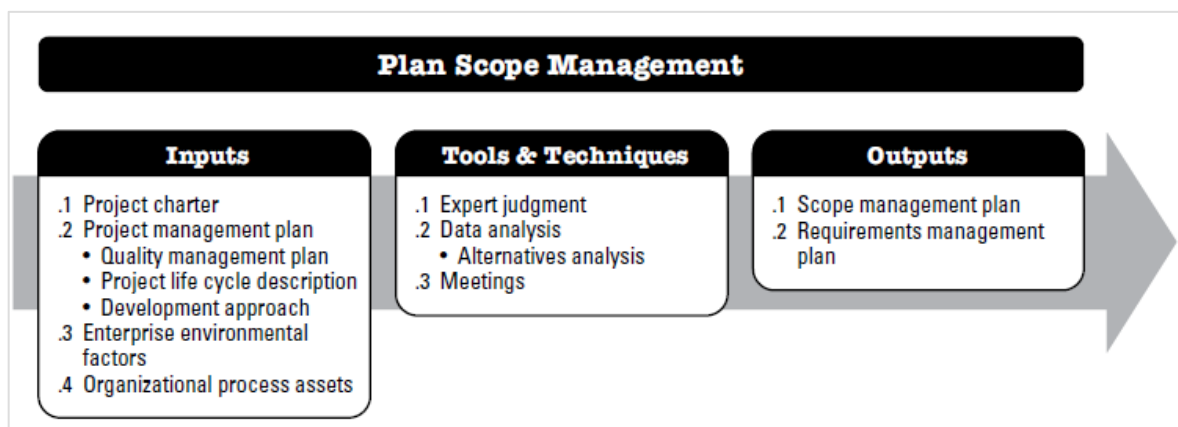 Plan Scope Management
Inputs
.1 Project charter
.2 Project management plan
• Quality management plan
• Project life cycle description
• Development approach
.3 Enterprise environmental
factors
.4 Organizational process assets
Tools & Techniques
.1 Expert judgment
.2 Data analysis
• Alternatives analysis
.3 Meetings
Outputs
.1 Scope management plan
.2 Requirements management
plan